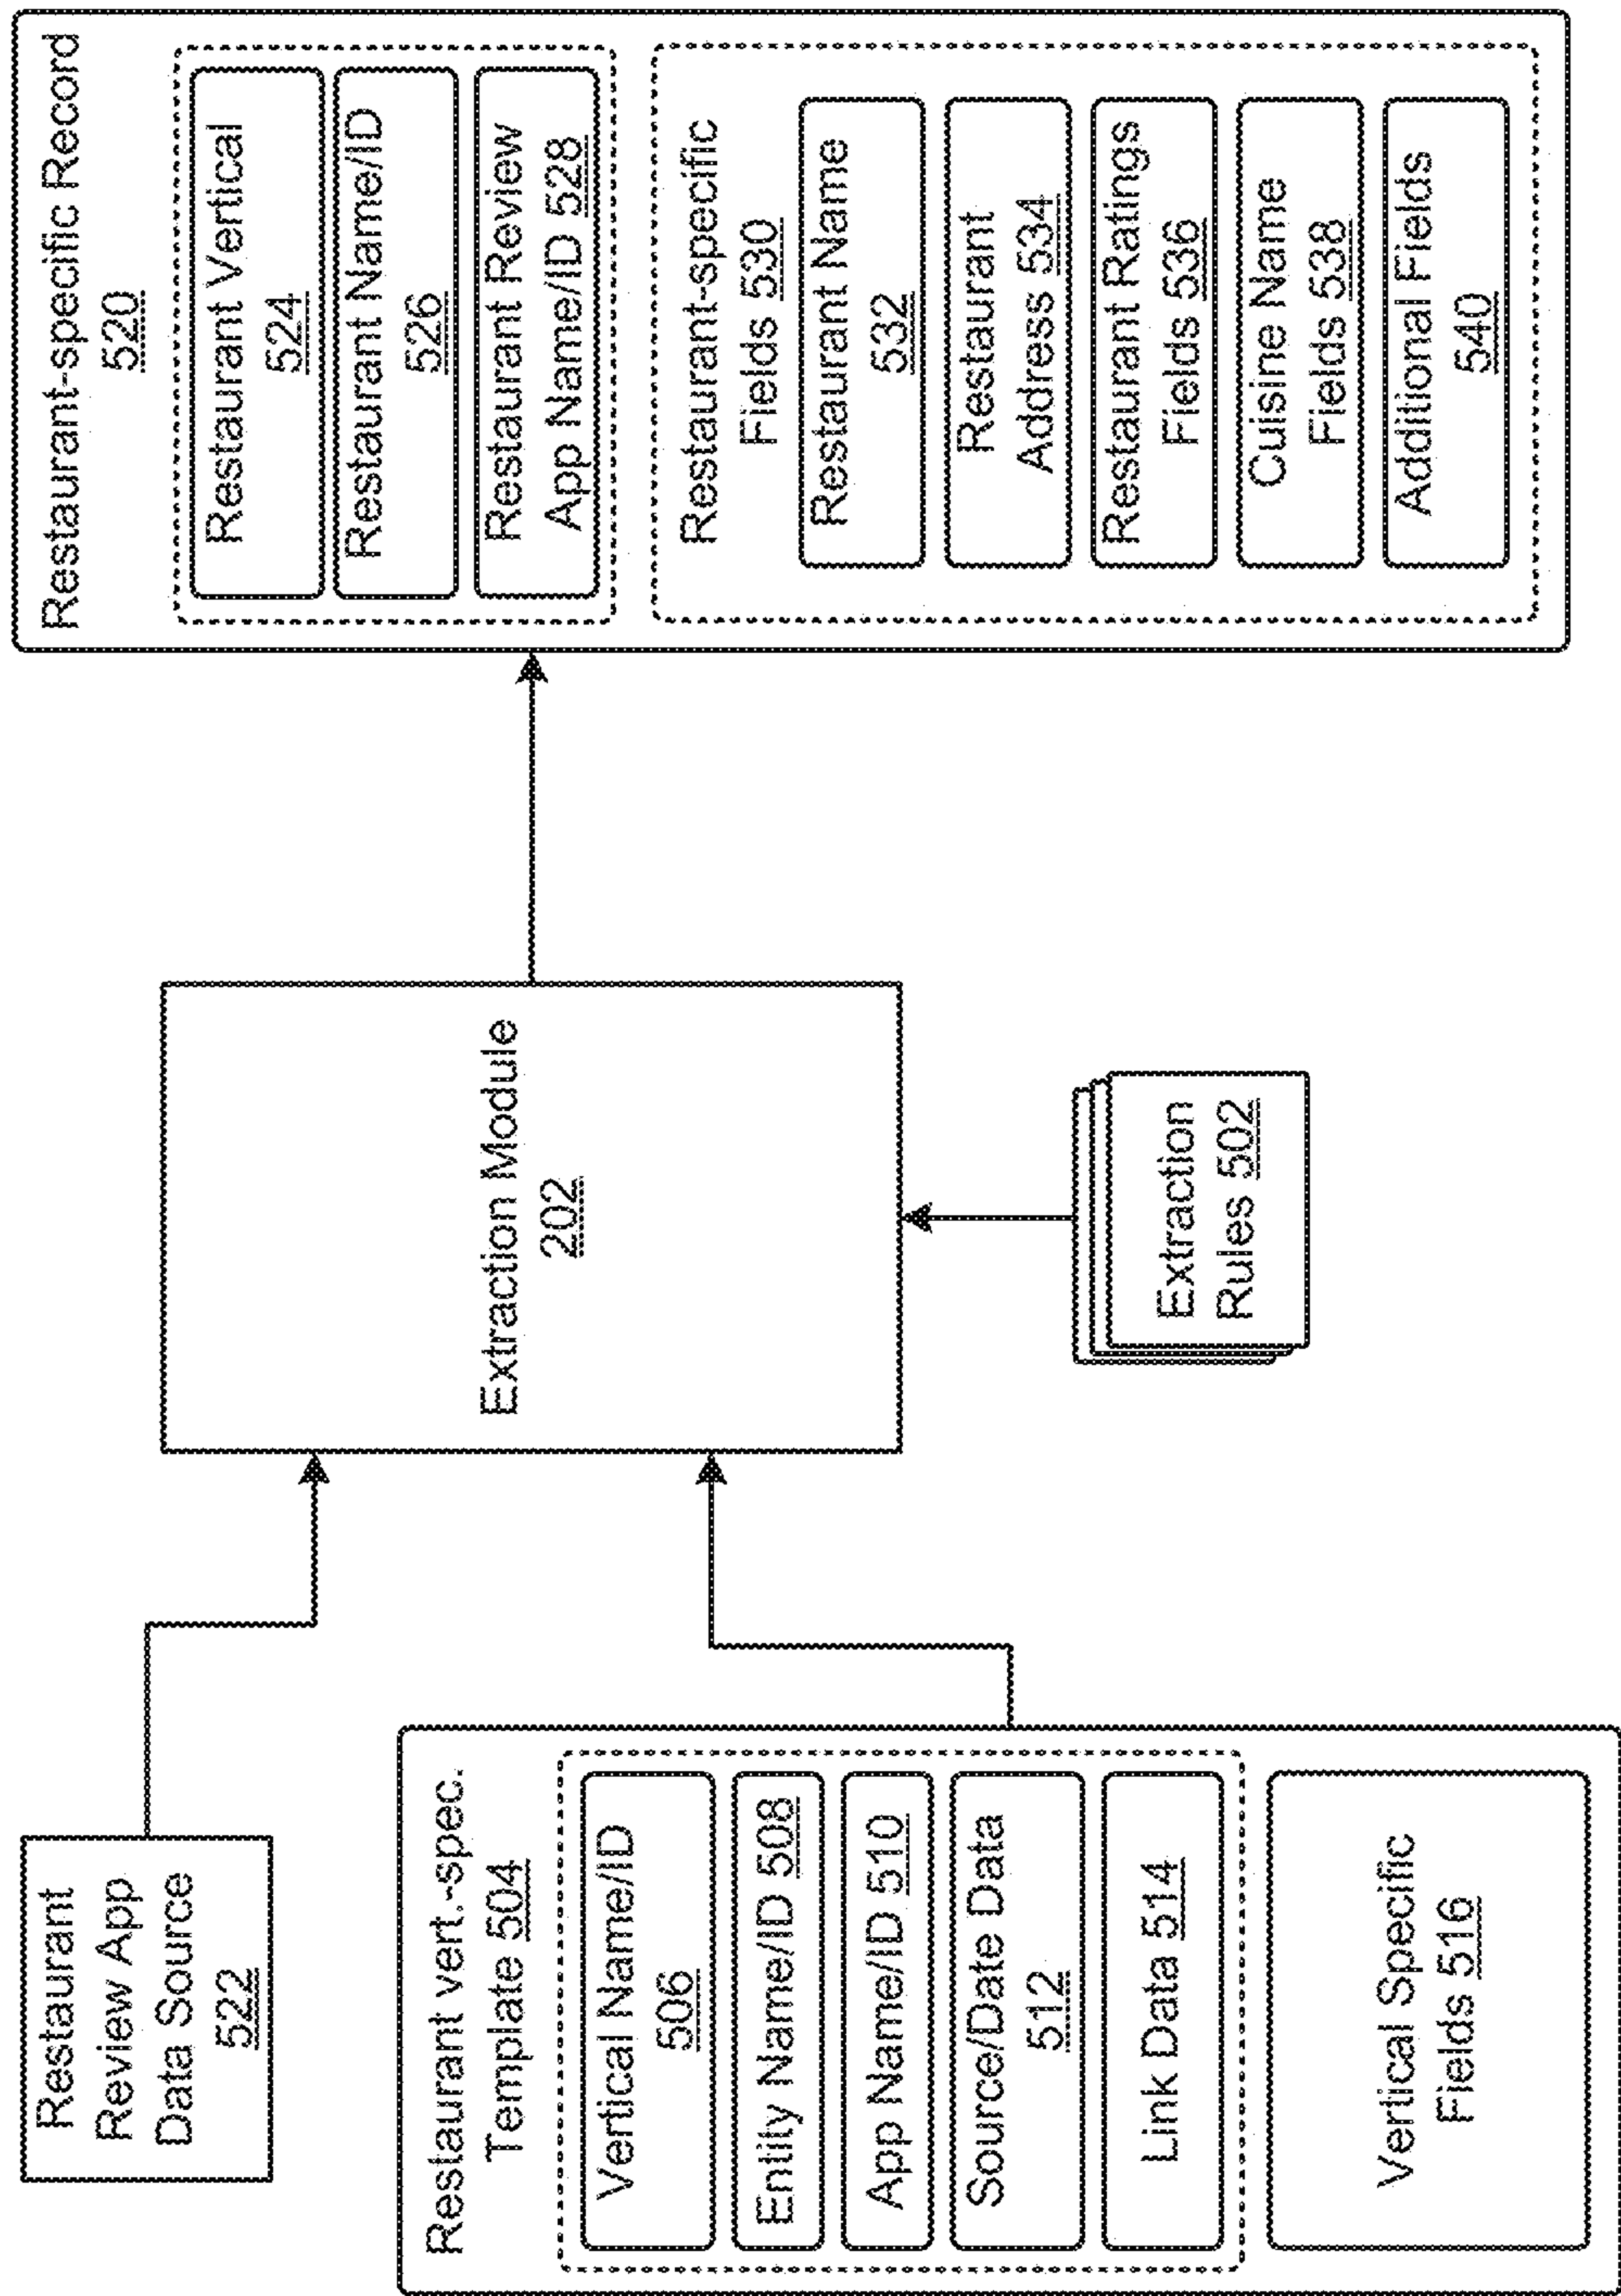 Restaurant
Review App
Data Source
522
Restaurant vert.-spec.
Template 504
Vertical Name/ID
506
Entity Name/ID 508
App Name/ID 510
Source/Date Data
512
Link Data 514
Vertical Specific
Fields 516
Extraction Module
202
Extraction
Rules 502
Restaurant-specific Record
520
Restaurant Vertical
524
Restaurant Name/ID
526
Restaurant Review
App Name/ID 528
Restaurant-specific
Fields 530
Restaurant Name
532
Restaurant
Address 534
Restaurant Ratings
Fields 536
Cuisine Name
Fields 538
Additional Fields
540